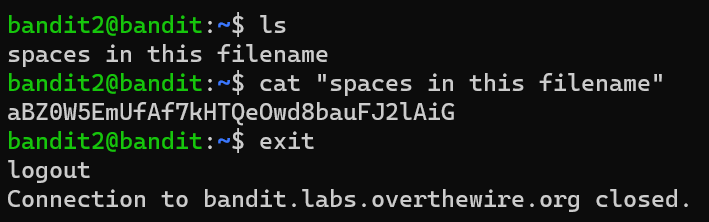 bandit2@bandit:~$ ls
spaces in this filename
bandit2@bandit:~$ cat "spaces in this filename"
aBZ0W5EmUfAf7kHTQeOwd8bauFJ2lAiG
bandit2@bandit:~$ exit
logout
Connection to bandit.labs.overthewire.org closed.